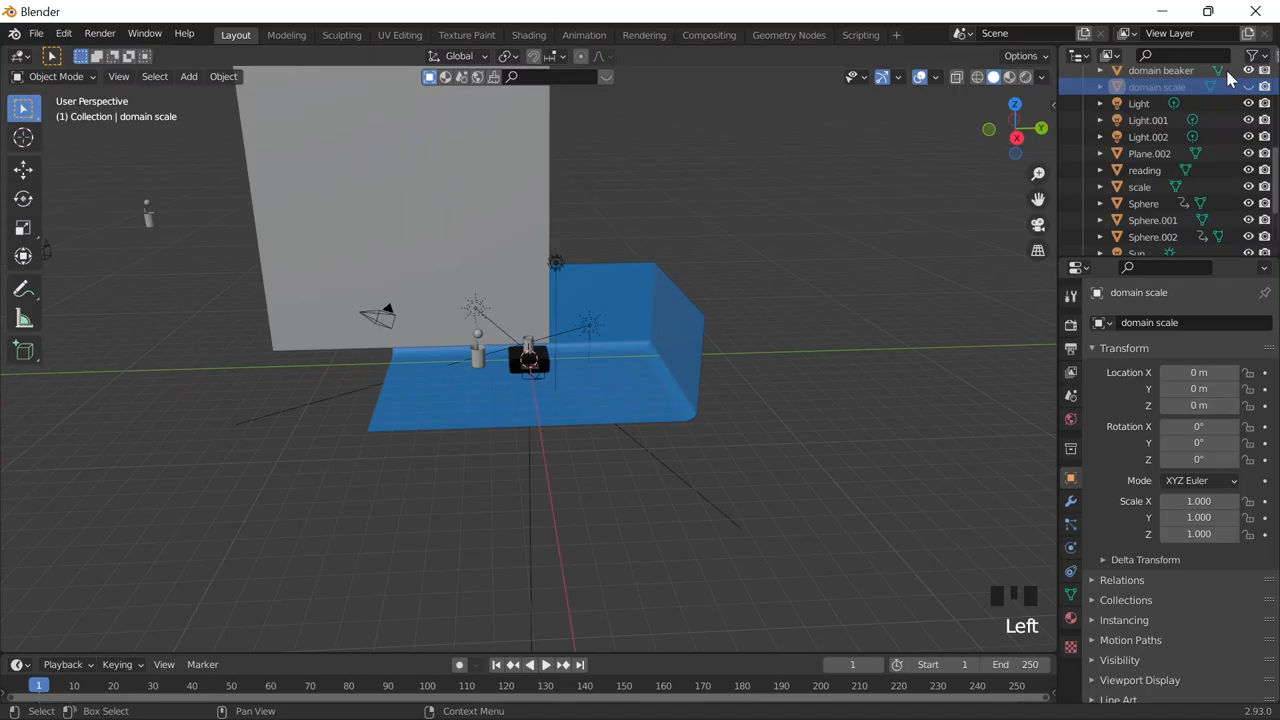 Blender
File Edit Render Window Help Layout Modeling Sculpting UV Editing Texture Paint Shading Animation Rendering Compositing Geometry Nodes Scripting + Scene View Layer
Global Options
Object Mode View Select Add Object
User Perspective
(1) Collection | domain scale
Z
Y
X
Left
domain beaker
domain scale
Light
Light.001
Light.002
Plane.002
reading
scale
Sphere
Sphere.001
Sphere.002
Sun
domain scale
domain scale
Transform
Location X 0 m
Y 0 m
Z 0 m
Rotation X 0°
Y 0°
Z 0°
Mode XYZ Euler
Scale X 1.000
Y 1.000
Z 1.000
Delta Transform
Relations
Collections
Instancing
Motion Paths
Visibility
Viewport Display
Line Art
Playback Keying View Marker 1 Start 1 End 250
1 10 20 30 40 50 60 70 80 90 100 110 120 130 140 150 160 170 180 190 200 210 220 230 240 250
Select Box Select Pan View Context Menu 2.93.0